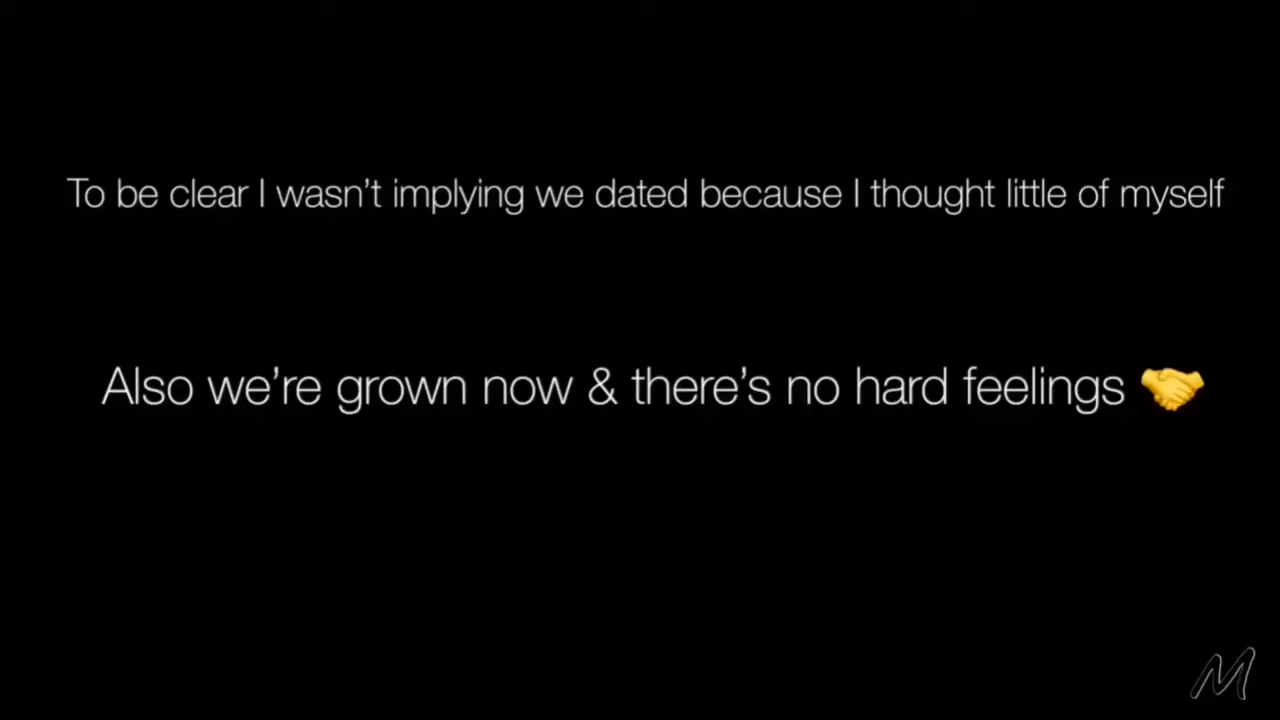 To be clear I wasn't implying we dated because I thought little of myself
Also we're grown now & there's no hard feelings 🤝
M